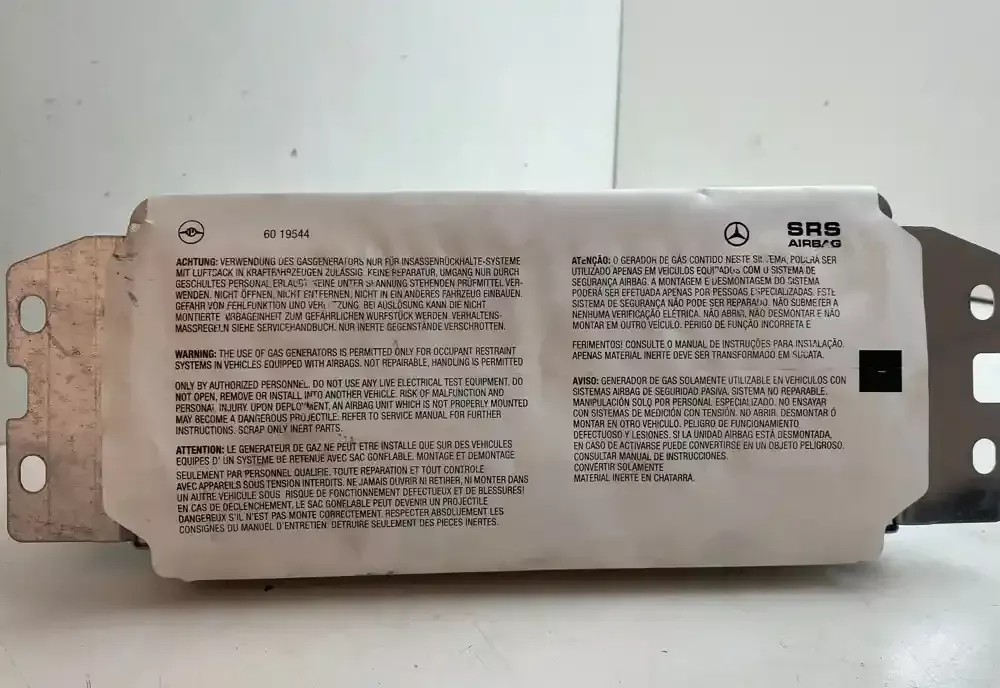 60 19544
ACHTUNG: VERWENDUNG DES GASGENERATORS NUR FÜR INSASSENRÜCKHALTE-SYSTEME
MIT LUFTSACK IN KRAFTFAHRZEUGEN ZULÄSSIG. KEINE REPARATUR, UMGANG NUR DURCH
GESCHULTES PERSONAL ERLAUBT. KEINE UNTER SPANNUNG STEHENDEN PRÜFMITTEL VER-
WENDEN. NICHT ÖFFNEN, NICHT ENTFERNEN, NICHT IN EIN ANDERES FAHRZEUG EINBAUEN.
GEFAHR VON FEHLFUNKTION UND VERLETZUNG. BEI AUSLÖSUNG KANN DIE NICHT
MONTIERTE AIRBAGEINHEIT ZUM GEFÄHRLICHEN WURFSTÜCK WERDEN. VERHALTENS-
MASSREGELN SIEHE SERVICEHANDBUCH. NUR INERTE GEGENSTÄNDE VERSCHROTTEN.
WARNING: THE USE OF GAS GENERATORS IS PERMITTED ONLY FOR OCCUPANT RESTRAINT
SYSTEMS IN VEHICLES EQUIPPED WITH AIRBAGS. NOT REPAIRABLE, HANDLING IS PERMITTED
ONLY BY AUTHORIZED PERSONNEL. DO NOT USE ANY LIVE ELECTRICAL TEST EQUIPMENT. DO
NOT OPEN, REMOVE OR INSTALL INTO ANOTHER VEHICLE. RISK OF MALFUNCTION AND
PERSONAL INJURY. UPON DEPLOYMENT, AN AIRBAG UNIT WHICH IS NOT PROPERLY MOUNTED
MAY BECOME A DANGEROUS PROJECTILE. REFER TO SERVICE MANUAL FOR FURTHER
INSTRUCTIONS. SCRAP ONLY INERT PARTS.
ATTENTION: LE GENERATEUR DE GAZ NE PEUT ETRE INSTALLE QUE SUR DES VEHICULES
EQUIPES D' UN SYSTEME DE RETENUE AVEC SAC GONFLABLE. MONTAGE ET DEMONTAGE
SEULEMENT PAR PERSONNEL QUALIFIE. TOUTE REPARATION ET TOUT CONTROLE
AVEC APPAREILS SOUS TENSION INTERDITS. NE JAMAIS OUVRIR NI RETIRER, NI MONTER DANS
UN AUTRE VEHICULE SOUS RISQUE DE FONCTIONNEMENT DEFECTUEUX ET DE BLESSURES!
EN CAS DE DECLENCHEMENT, LE SAC GONFLABLE PEUT DEVENIR UN PROJECTILE
DANGEREUX S'IL N'EST PAS MONTE CORRECTEMENT. RESPECTER ABSOLUMENT LES
CONSIGNES DU MANUEL D'ENTRETIEN: DETRUIRE SEULEMENT DES PIECES INERTES.
SRS
AIRBAG
ATENÇÃO: O GERADOR DE GÁS CONTIDO NESTE SISTEMA, PODERÁ SER
UTILIZADO APENAS EM VEÍCULOS EQUIPADOS COM O SISTEMA DE
SEGURANÇA AIRBAG. A MONTAGEM E DESMONTAGEM DO SISTEMA
PODERÁ SER EFETUADA APENAS POR PESSOAS ESPECIALIZADAS. ESTE
SISTEMA DE SEGURANÇA NÃO PODE SER REPARADO. NÃO SUBMETER A
NENHUMA VERIFICAÇÃO ELÉTRICA. NÃO ABRIR, NÃO DESMONTAR E NÃO
MONTAR EM OUTRO VEÍCULO. PERIGO DE FUNÇÃO INCORRETA E
FERIMENTOS! CONSULTE O MANUAL DE INSTRUÇÕES PARA INSTALAÇÃO.
APENAS MATERIAL INERTE DEVE SER TRANSFORMADO EM SUCATA.
AVISO: GENERADOR DE GAS SOLAMENTE UTILIZABLE EN VEHICULOS CON
SISTEMAS AIRBAG DE SEGURIDAD PASIVA. SISTEMA NO REPARABLE.
MANIPULACIÓN SOLO POR PERSONAL ESPECIALIZADO. NO ENSAYAR
CON SISTEMAS DE MEDICIÓN CON TENSIÓN. NO ABRIR. DESMONTAR Ó
MONTAR EN OTRO VEHICULO. PELIGRO DE FUNCIONAMIENTO
DEFECTUOSO Y LESIONES. SI LA UNIDAD AIRBAG ESTÁ DESMONTADA,
EN CASO DE ACTIVARSE PUEDE CONVERTIRSE EN UN OBJETO PELIGROSO.
CONSULTAR MANUAL DE INSTRUCCIONES.
CONVERTIR SOLAMENTE
MATERIAL INERTE EN CHATARRA.